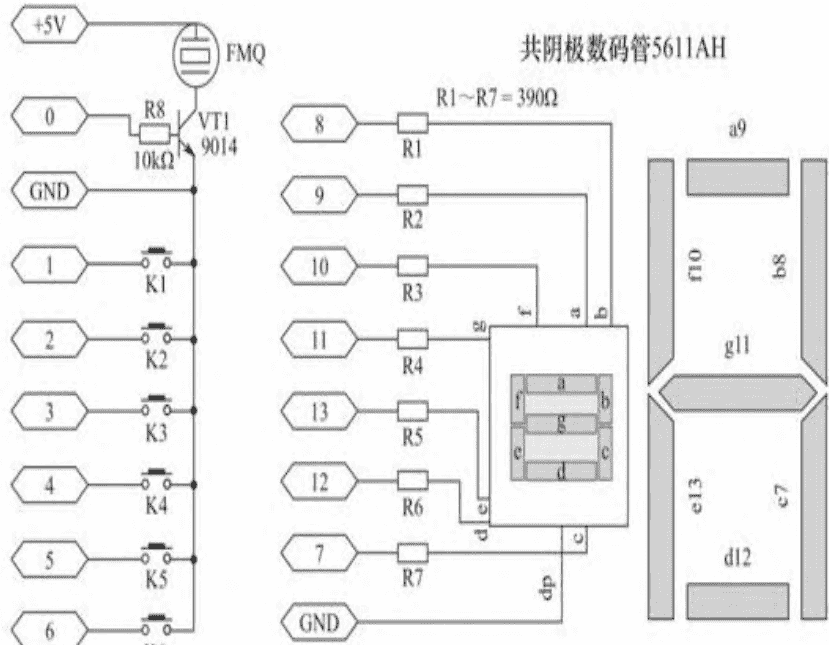 +5V
FMQ
共阴极数码管5611AH
0
R8
VT1
9014
10kΩ
GND
1
K1
2
K2
3
K3
4
K4
5
K5
6
R1～R7 = 390Ω
8
R1
9
R2
10
R3
11
R4
13
R5
12
R6
7
R7
GND
f
a
b
g
e
d
c
dp
a
f
b
g
e
c
d
a9
f10
b8
g11
e13
c7
d12